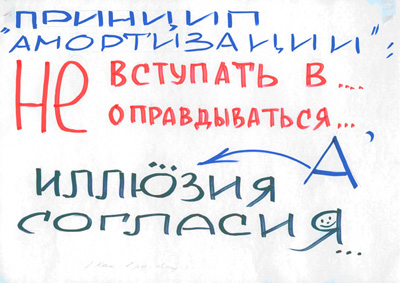 "ПРИНЦИП
АМОРТИЗАЦИИ":
НЕ ВСТУПАТЬ В....
ОПРАВДЫВАТЬСЯ...,
А
ИЛЛЮЗИЯ
СОГЛАСИЯ...